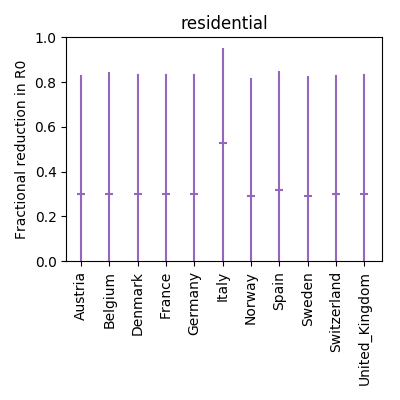 residential
Fractional reduction in R0
1.0
0.8
0.6
0.4
0.2
0.0
Austria
Belgium
Denmark
France
Germany
Italy
Norway
Spain
Sweden
Switzerland
United_Kingdom